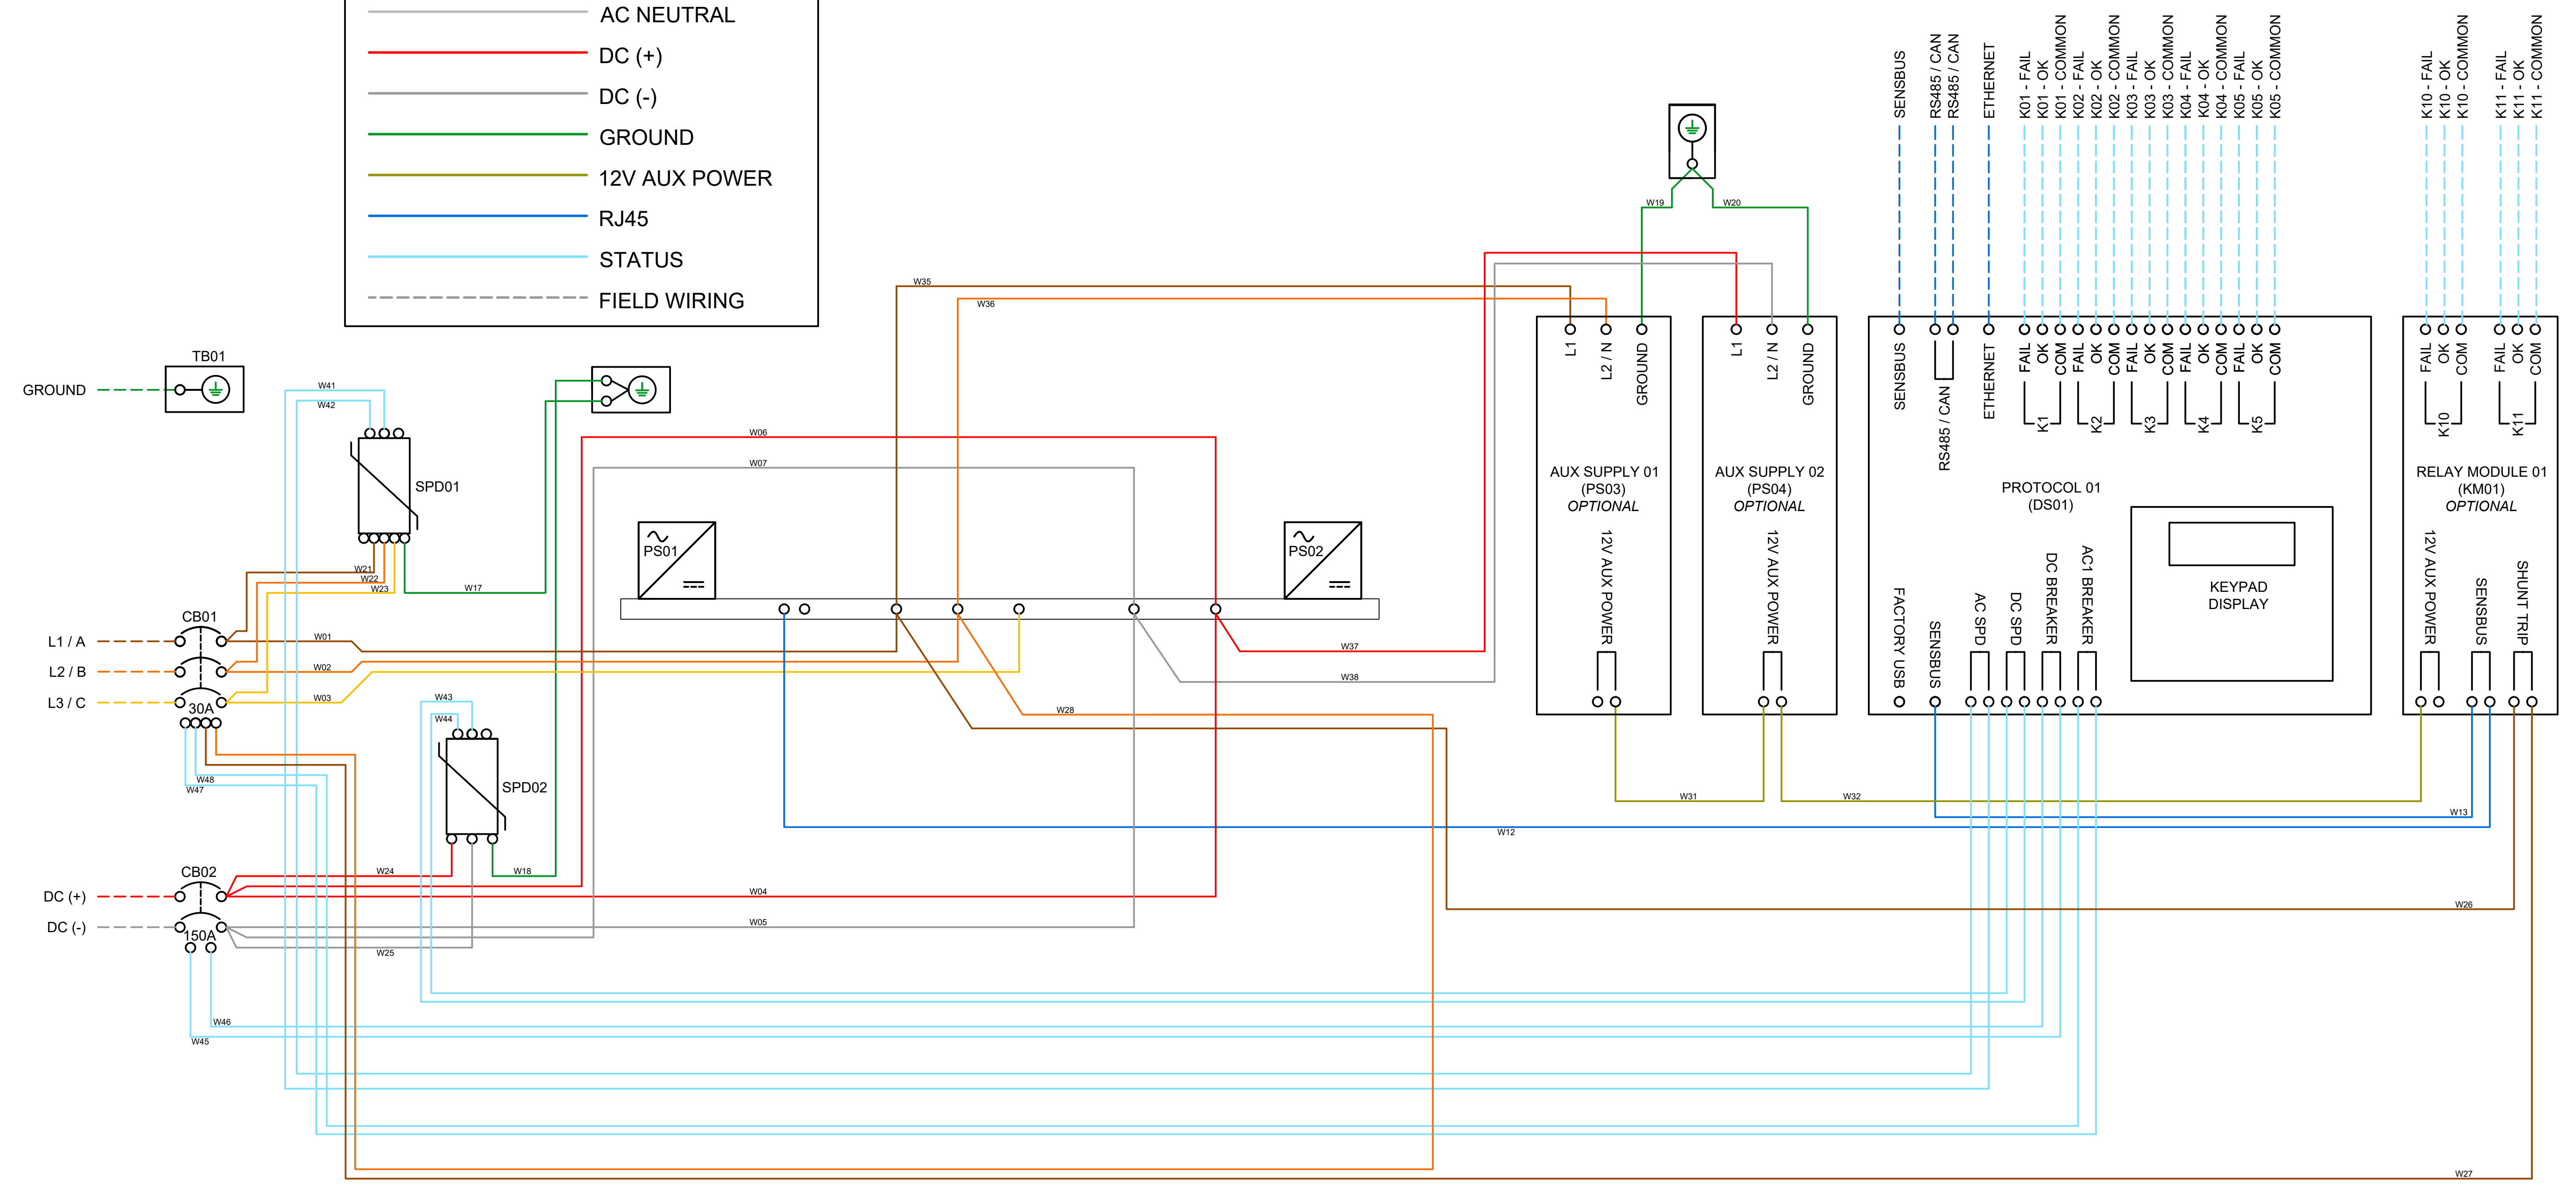 AC NEUTRAL
DC (+)
DC (-)
GROUND
12V AUX POWER
RJ45
STATUS
FIELD WIRING
SENSBUS
RS485 / CAN
RS485 / CAN
ETHERNET
K01 - FAIL
K01 - OK
K01 - COMMON
K02 - FAIL
K02 - OK
K02 - COMMON
K03 - FAIL
K03 - OK
K03 - COMMON
K04 - FAIL
K04 - OK
K04 - COMMON
K05 - FAIL
K05 - OK
K05 - COMMON
K10 - FAIL
K10 - OK
K10 - COMMON
K11 - FAIL
K11 - OK
K11 - COMMON
W19
W20
W35
W36
TB01
GROUND
W41
W42
SPD01
W06
W07
W21
W22
W23
W17
PS01
PS02
CB01
L1 / A
L2 / B
L3 / C
30A
W01
W02
W03
W37
W38
W28
W43
W44
SPD02
W48
W47
W12
W31
W32
W13
CB02
DC (+)
DC (-)
150A
W24
W18
W04
W05
W25
W26
W46
W45
W27
L1
L2 / N
GROUND
AUX SUPPLY 01
(PS03)
OPTIONAL
12V AUX POWER
L1
L2 / N
GROUND
AUX SUPPLY 02
(PS04)
OPTIONAL
12V AUX POWER
SENSBUS
RS485 / CAN
ETHERNET
FAIL
OK
COM
K1
FAIL
OK
COM
K2
FAIL
OK
COM
K3
FAIL
OK
COM
K4
FAIL
OK
COM
K5
PROTOCOL 01
(DS01)
KEYPAD
DISPLAY
FACTORY USB
SENSBUS
AC SPD
DC SPD
DC BREAKER
AC1 BREAKER
FAIL
OK
COM
K10
FAIL
OK
COM
K11
RELAY MODULE 01
(KM01)
OPTIONAL
12V AUX POWER
SENSBUS
SHUNT TRIP